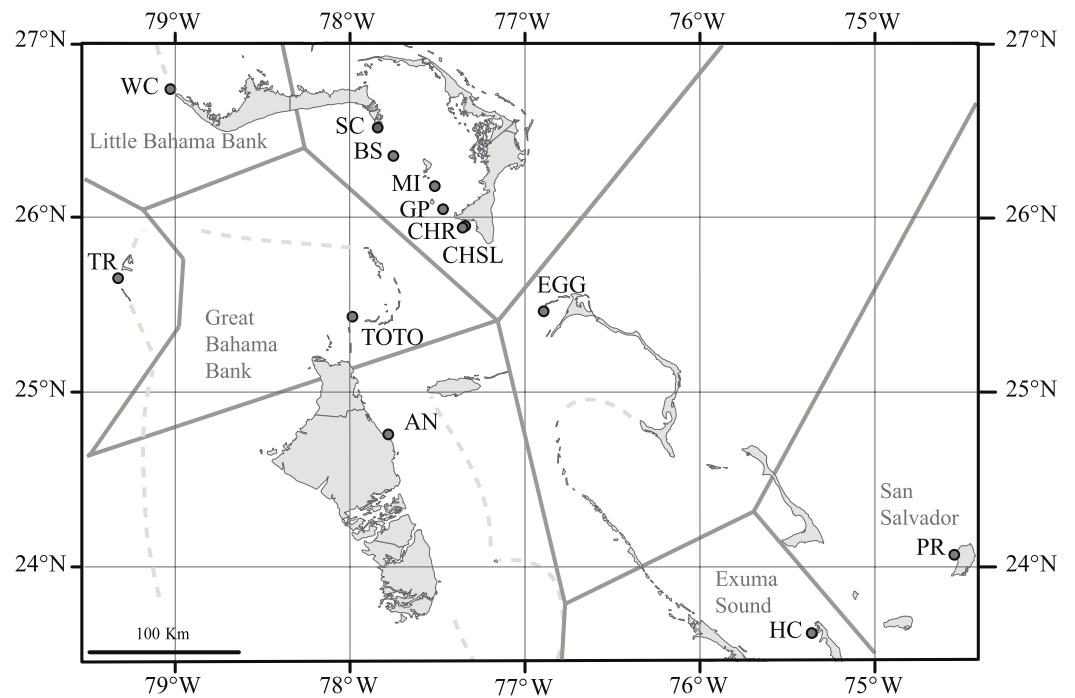 79°W 78°W 77°W 76°W 75°W
27°N 27°N
WC
SC
Little Bahama Bank
BS
MI
GP
26°N 26°N
CHR
CHSL
TR
EGG
Great
Bahama
Bank
TOTO
25°N 25°N
AN
San
Salvador
PR
24°N 24°N
Exuma
Sound
HC
100 Km
79°W 78°W 77°W 76°W 75°W